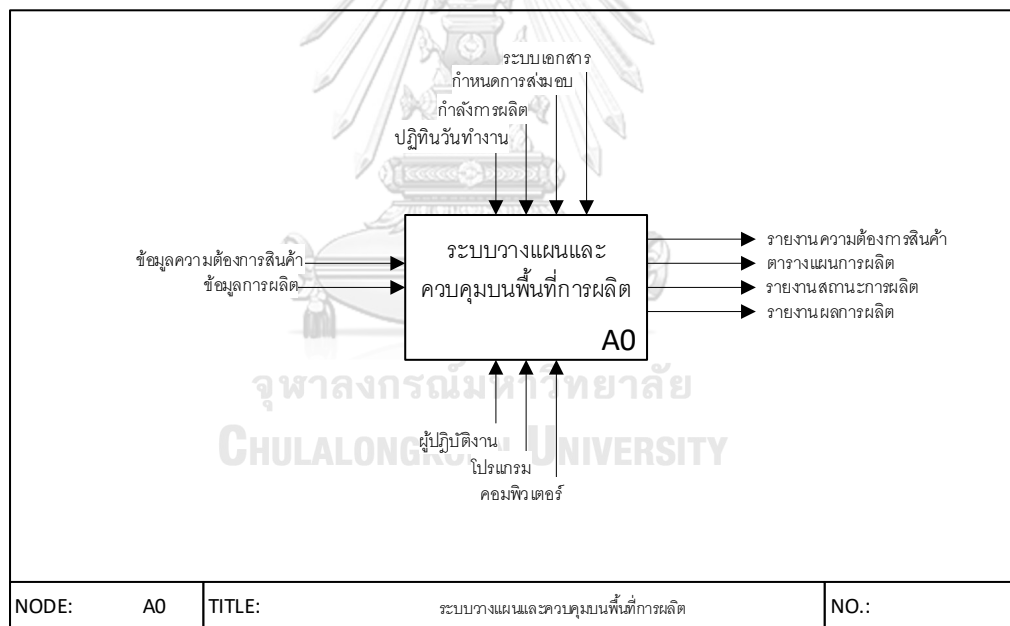 ระบบเอกสาร
กำหนดการส่งมอบ
กำลังการผลิต
ปฏิทินวันทำงาน
ข้อมูลความต้องการสินค้า
ข้อมูลการผลิต
ระบบวางแผนและ
ควบคุมบนพื้นที่การผลิต
A0
รายงานความต้องการสินค้า
ตารางแผนการผลิต
รายงานสถานะการผลิต
รายงานผลการผลิต
จุฬาลงกรณ์มหาวิทยาลัย
CHULALONGKORN UNIVERSITY
ผู้ปฏิบัติงาน
โปรแกรม
คอมพิวเตอร์
NODE: A0 TITLE: ระบบวางแผนและควบคุมบนพื้นที่การผลิต NO.: